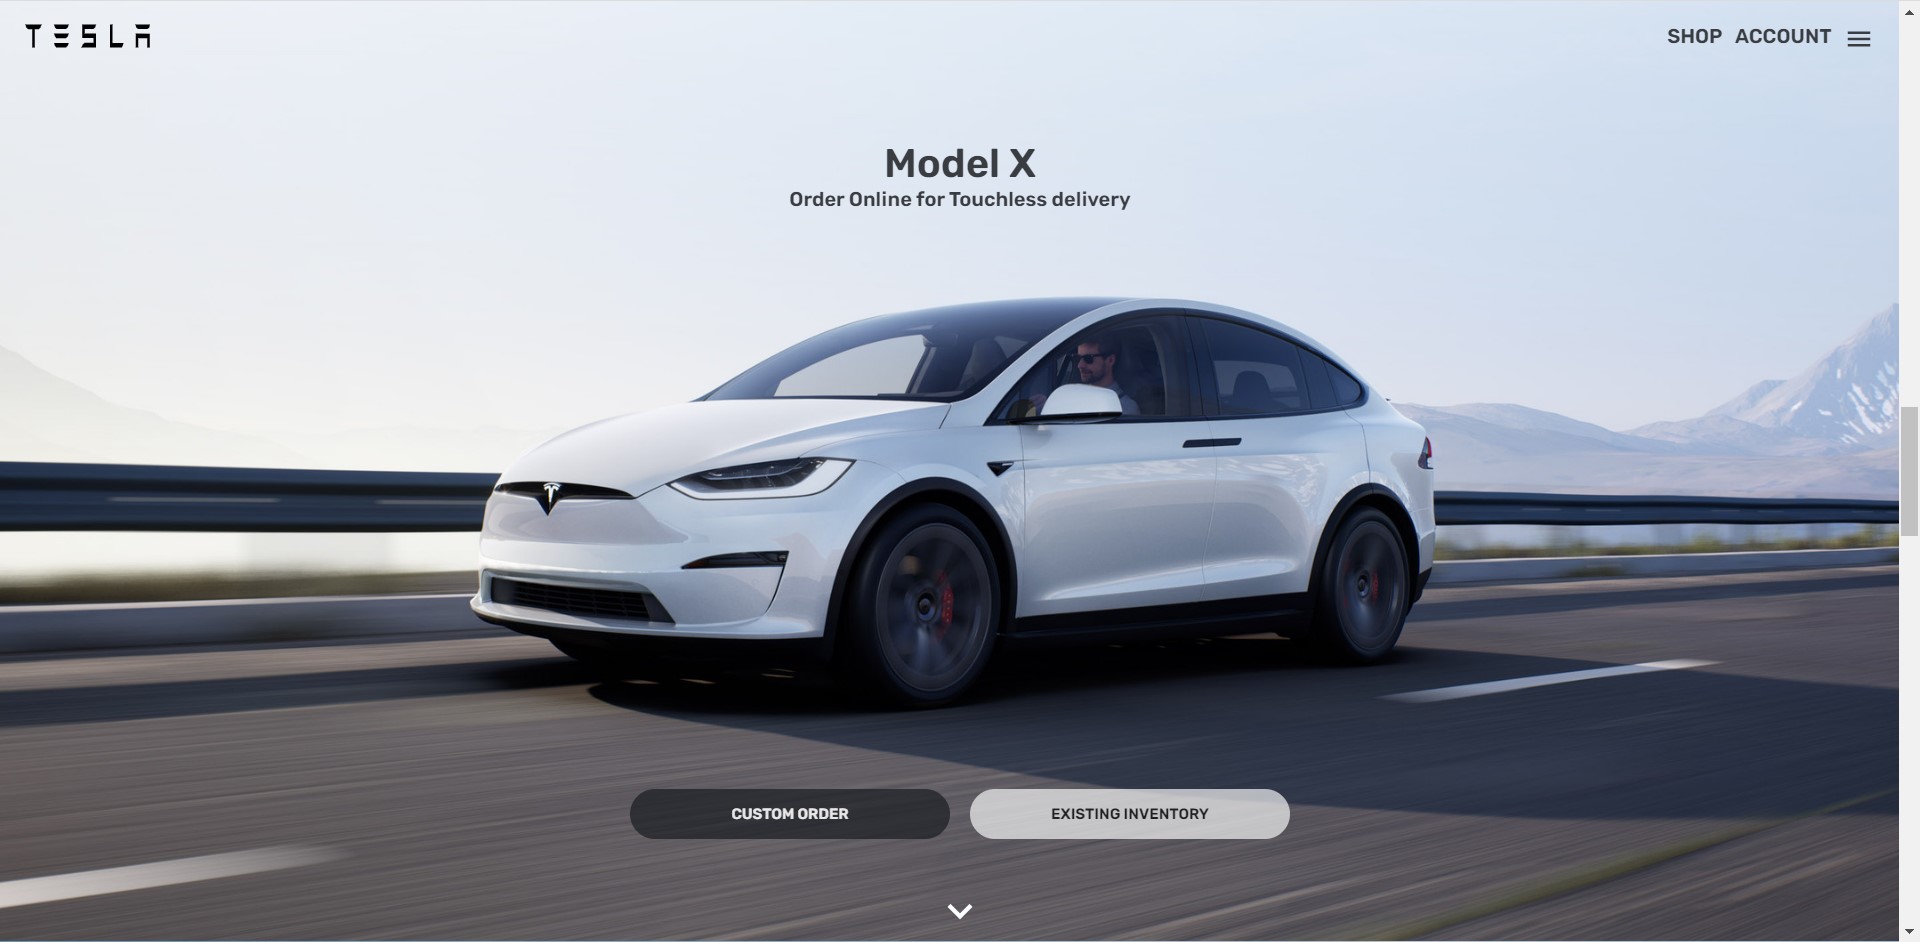 TESLA
SHOP ACCOUNT
Model X
Order Online for Touchless delivery
CUSTOM ORDER
EXISTING INVENTORY